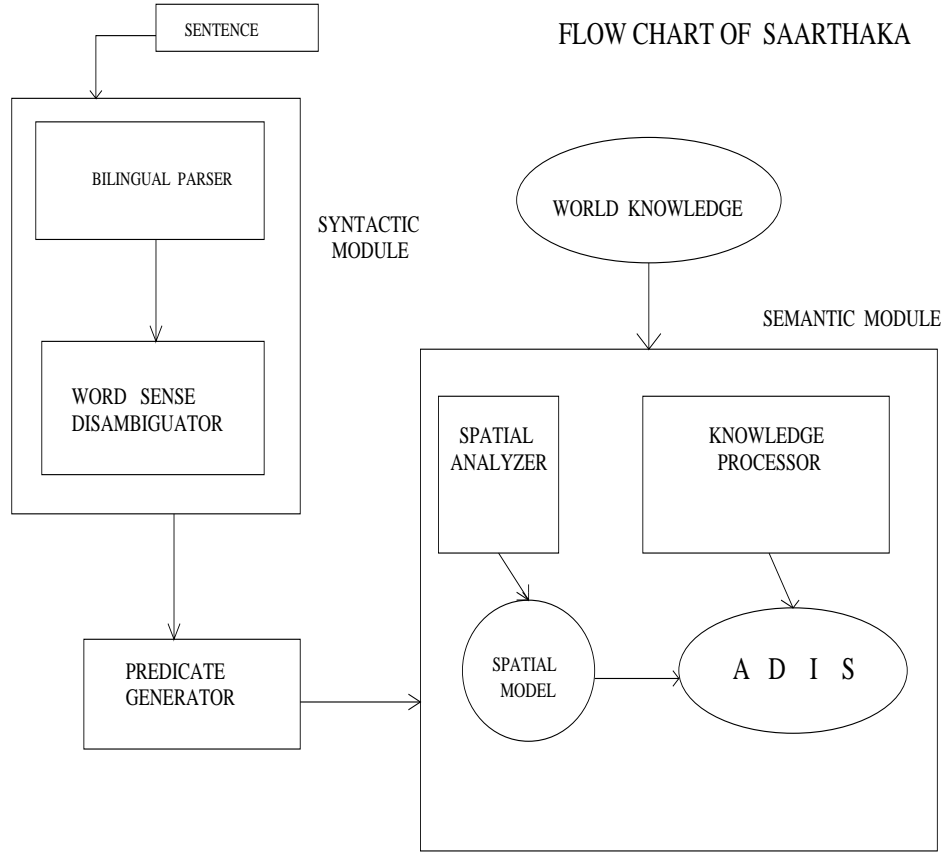 SENTENCE
FLOW CHART OF SAARTHAKA
BILINGUAL PARSER
SYNTACTIC
MODULE
WORLD KNOWLEDGE
SEMANTIC MODULE
WORD SENSE
DISAMBIGUATOR
SPATIAL
ANALYZER
KNOWLEDGE
PROCESSOR
PREDICATE
GENERATOR
SPATIAL
MODEL
A D I S